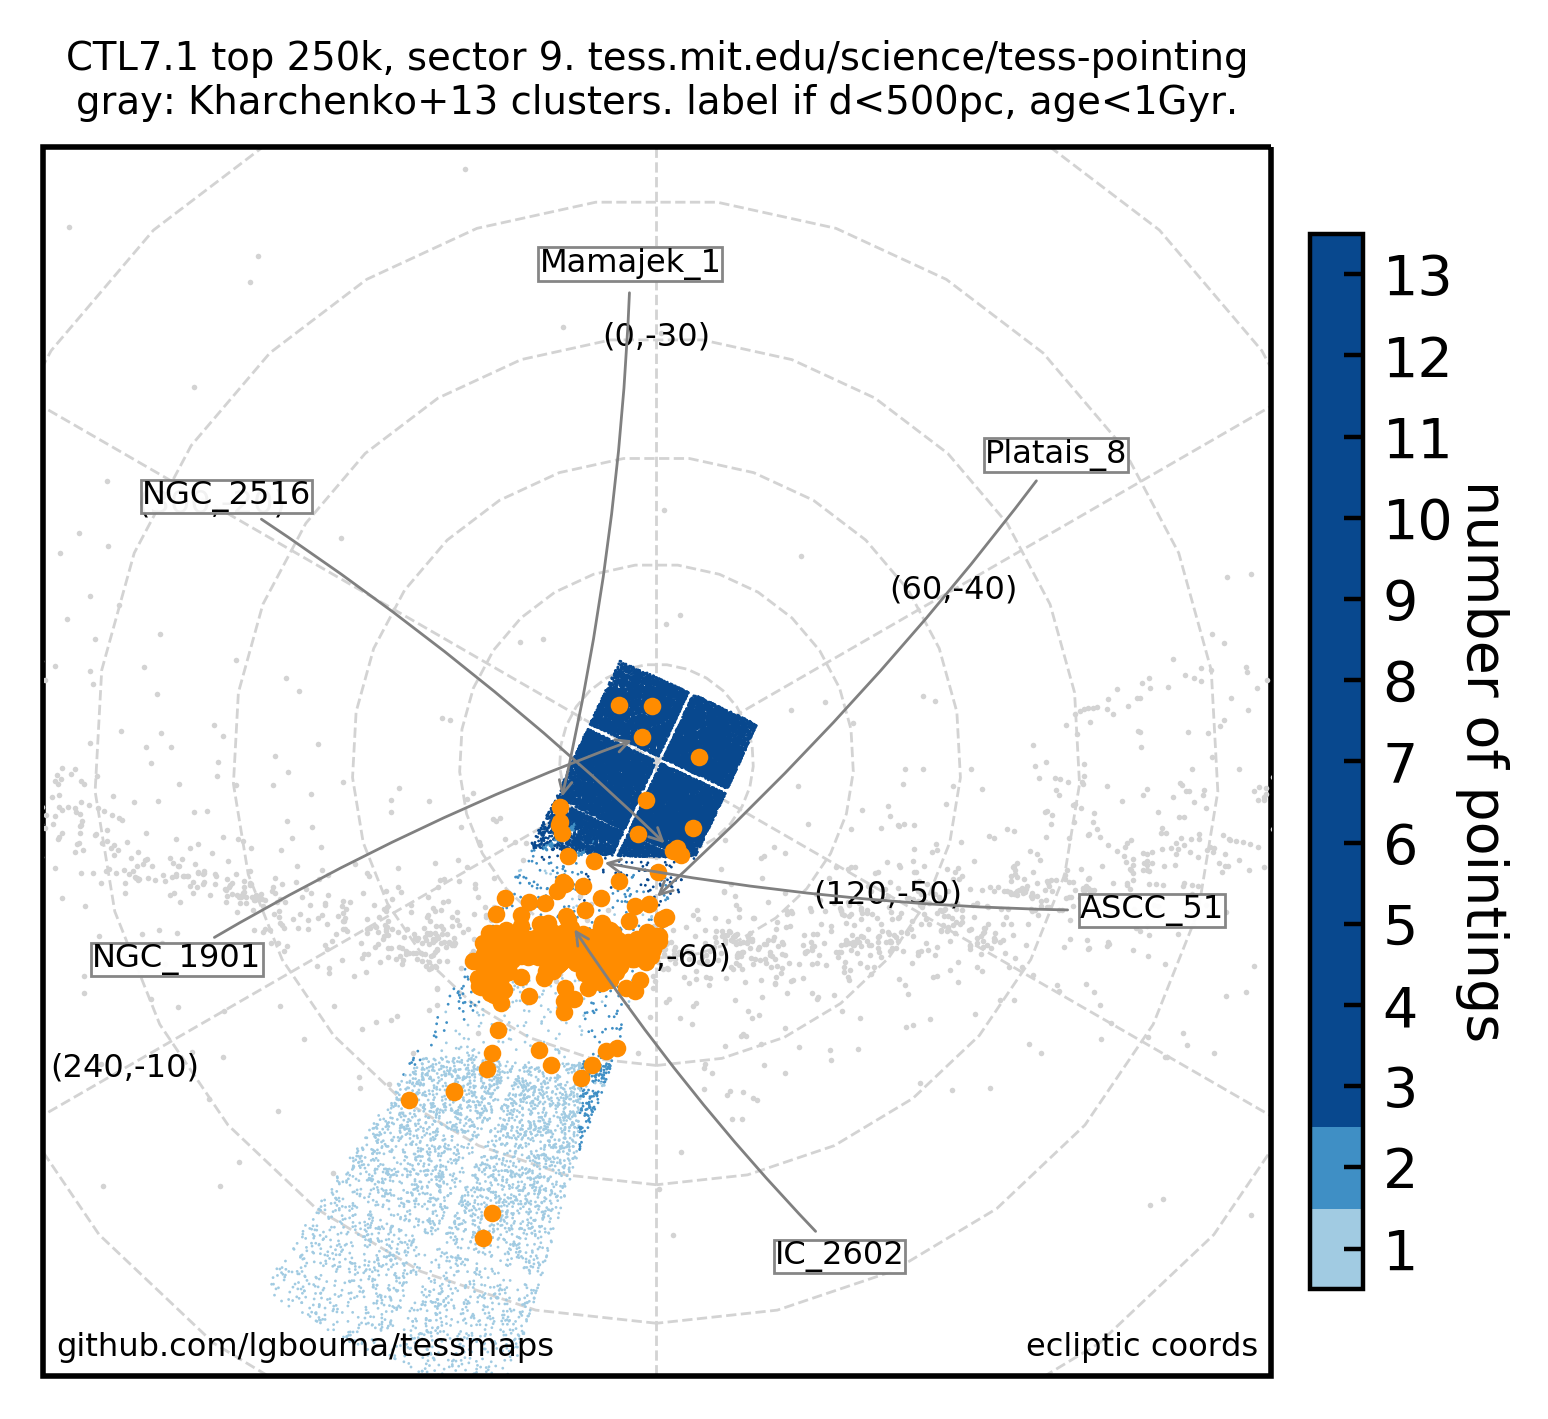 CTL7.1 top 250k, sector 9. tess.mit.edu/science/tess-pointing
gray: Kharchenko+13 clusters. label if d<500pc, age<1Gyr.
Mamajek_1
(0,-30)
Platais_8
NGC_2516
(60,-40)
(120,-50)
ASCC_51
NGC_1901
,-60)
(240,-10)
IC_2602
github.com/lgbouma/tessmaps
ecliptic coords
13
12
11
10
9
8
7
6
5
4
3
2
1
number of pointings